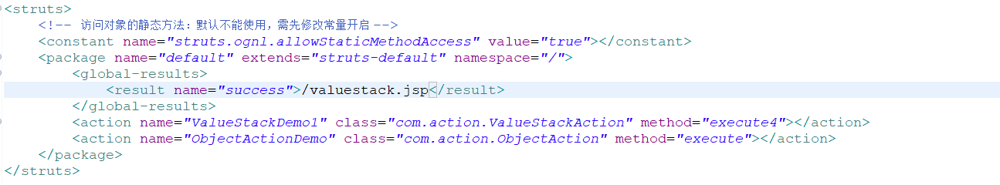 <struts>
<!-- 访问对象的静态方法：默认不能使用，需先修改常量开启 -->
<constant name="struts.ognl.allowStaticMethodAccess" value="true"></constant>
<package name="default" extends="struts-default" namespace="/">
<global-results>
<result name="success">/valuestack.jsp</result>
</global-results>
<action name="ValueStackDemo1" class="com.action.ValueStackAction" method="execute4"></action>
<action name="ObjectActionDemo" class="com.action.ObjectAction" method="execute"></action>
</package>
</struts>